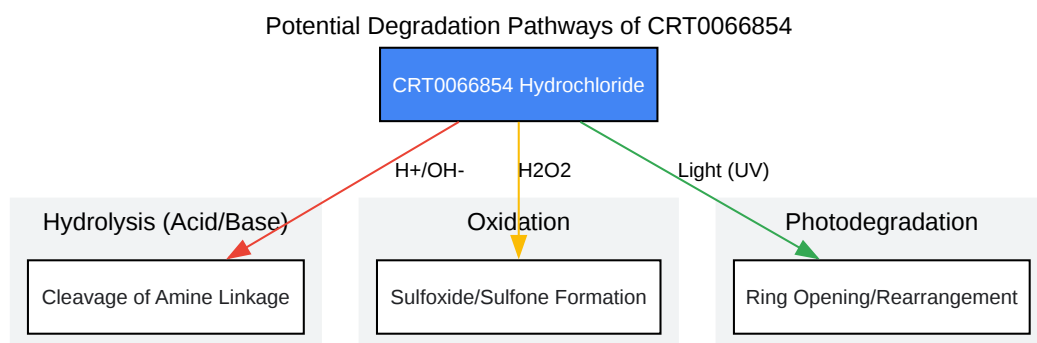 Potential Degradation Pathways of CRT0066854
CRT0066854 Hydrochloride
H+/OH-
H2O2
Light (UV)
Hydrolysis (Acid/Base)
Oxidation
Photodegradation
Cleavage of Amine Linkage
Sulfoxide/Sulfone Formation
Ring Opening/Rearrangement